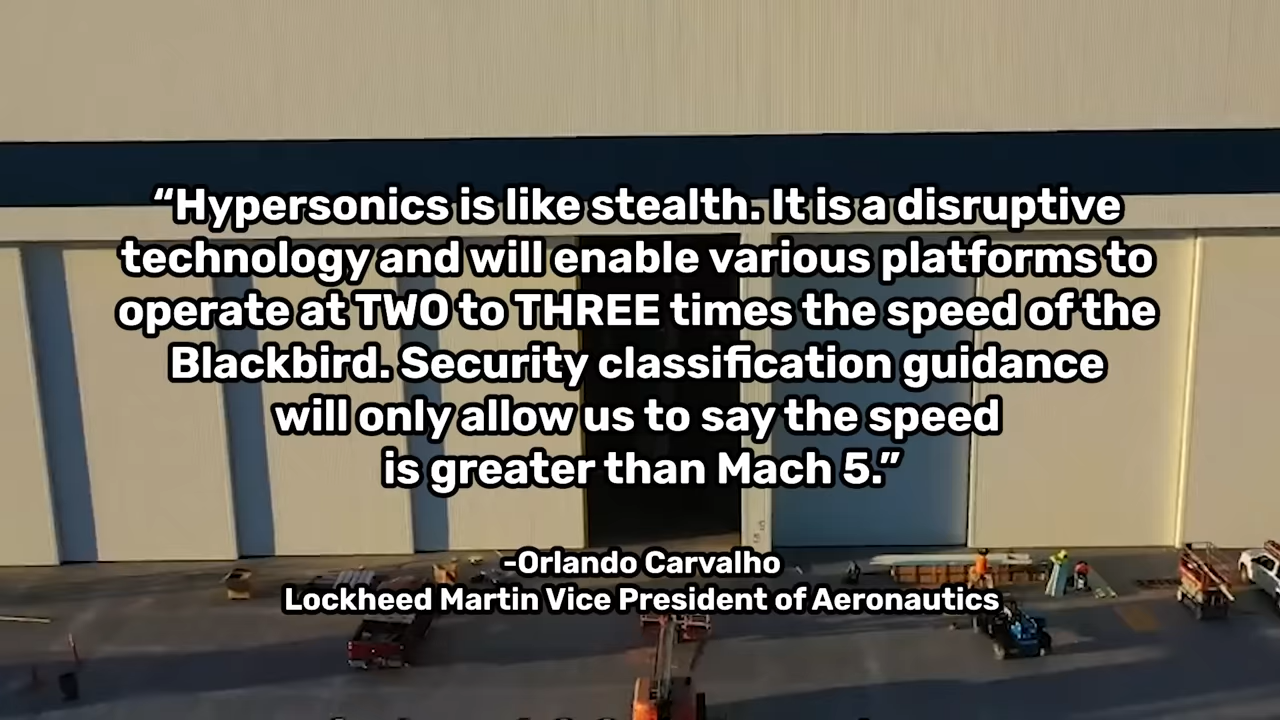 “Hypersonics is like stealth. It is a disruptive
technology and will enable various platforms to
operate at TWO to THREE times the speed of the
Blackbird. Security classification guidance
will only allow us to say the speed
is greater than Mach 5.”
-Orlando Carvalho
Lockheed Martin Vice President of Aeronautics